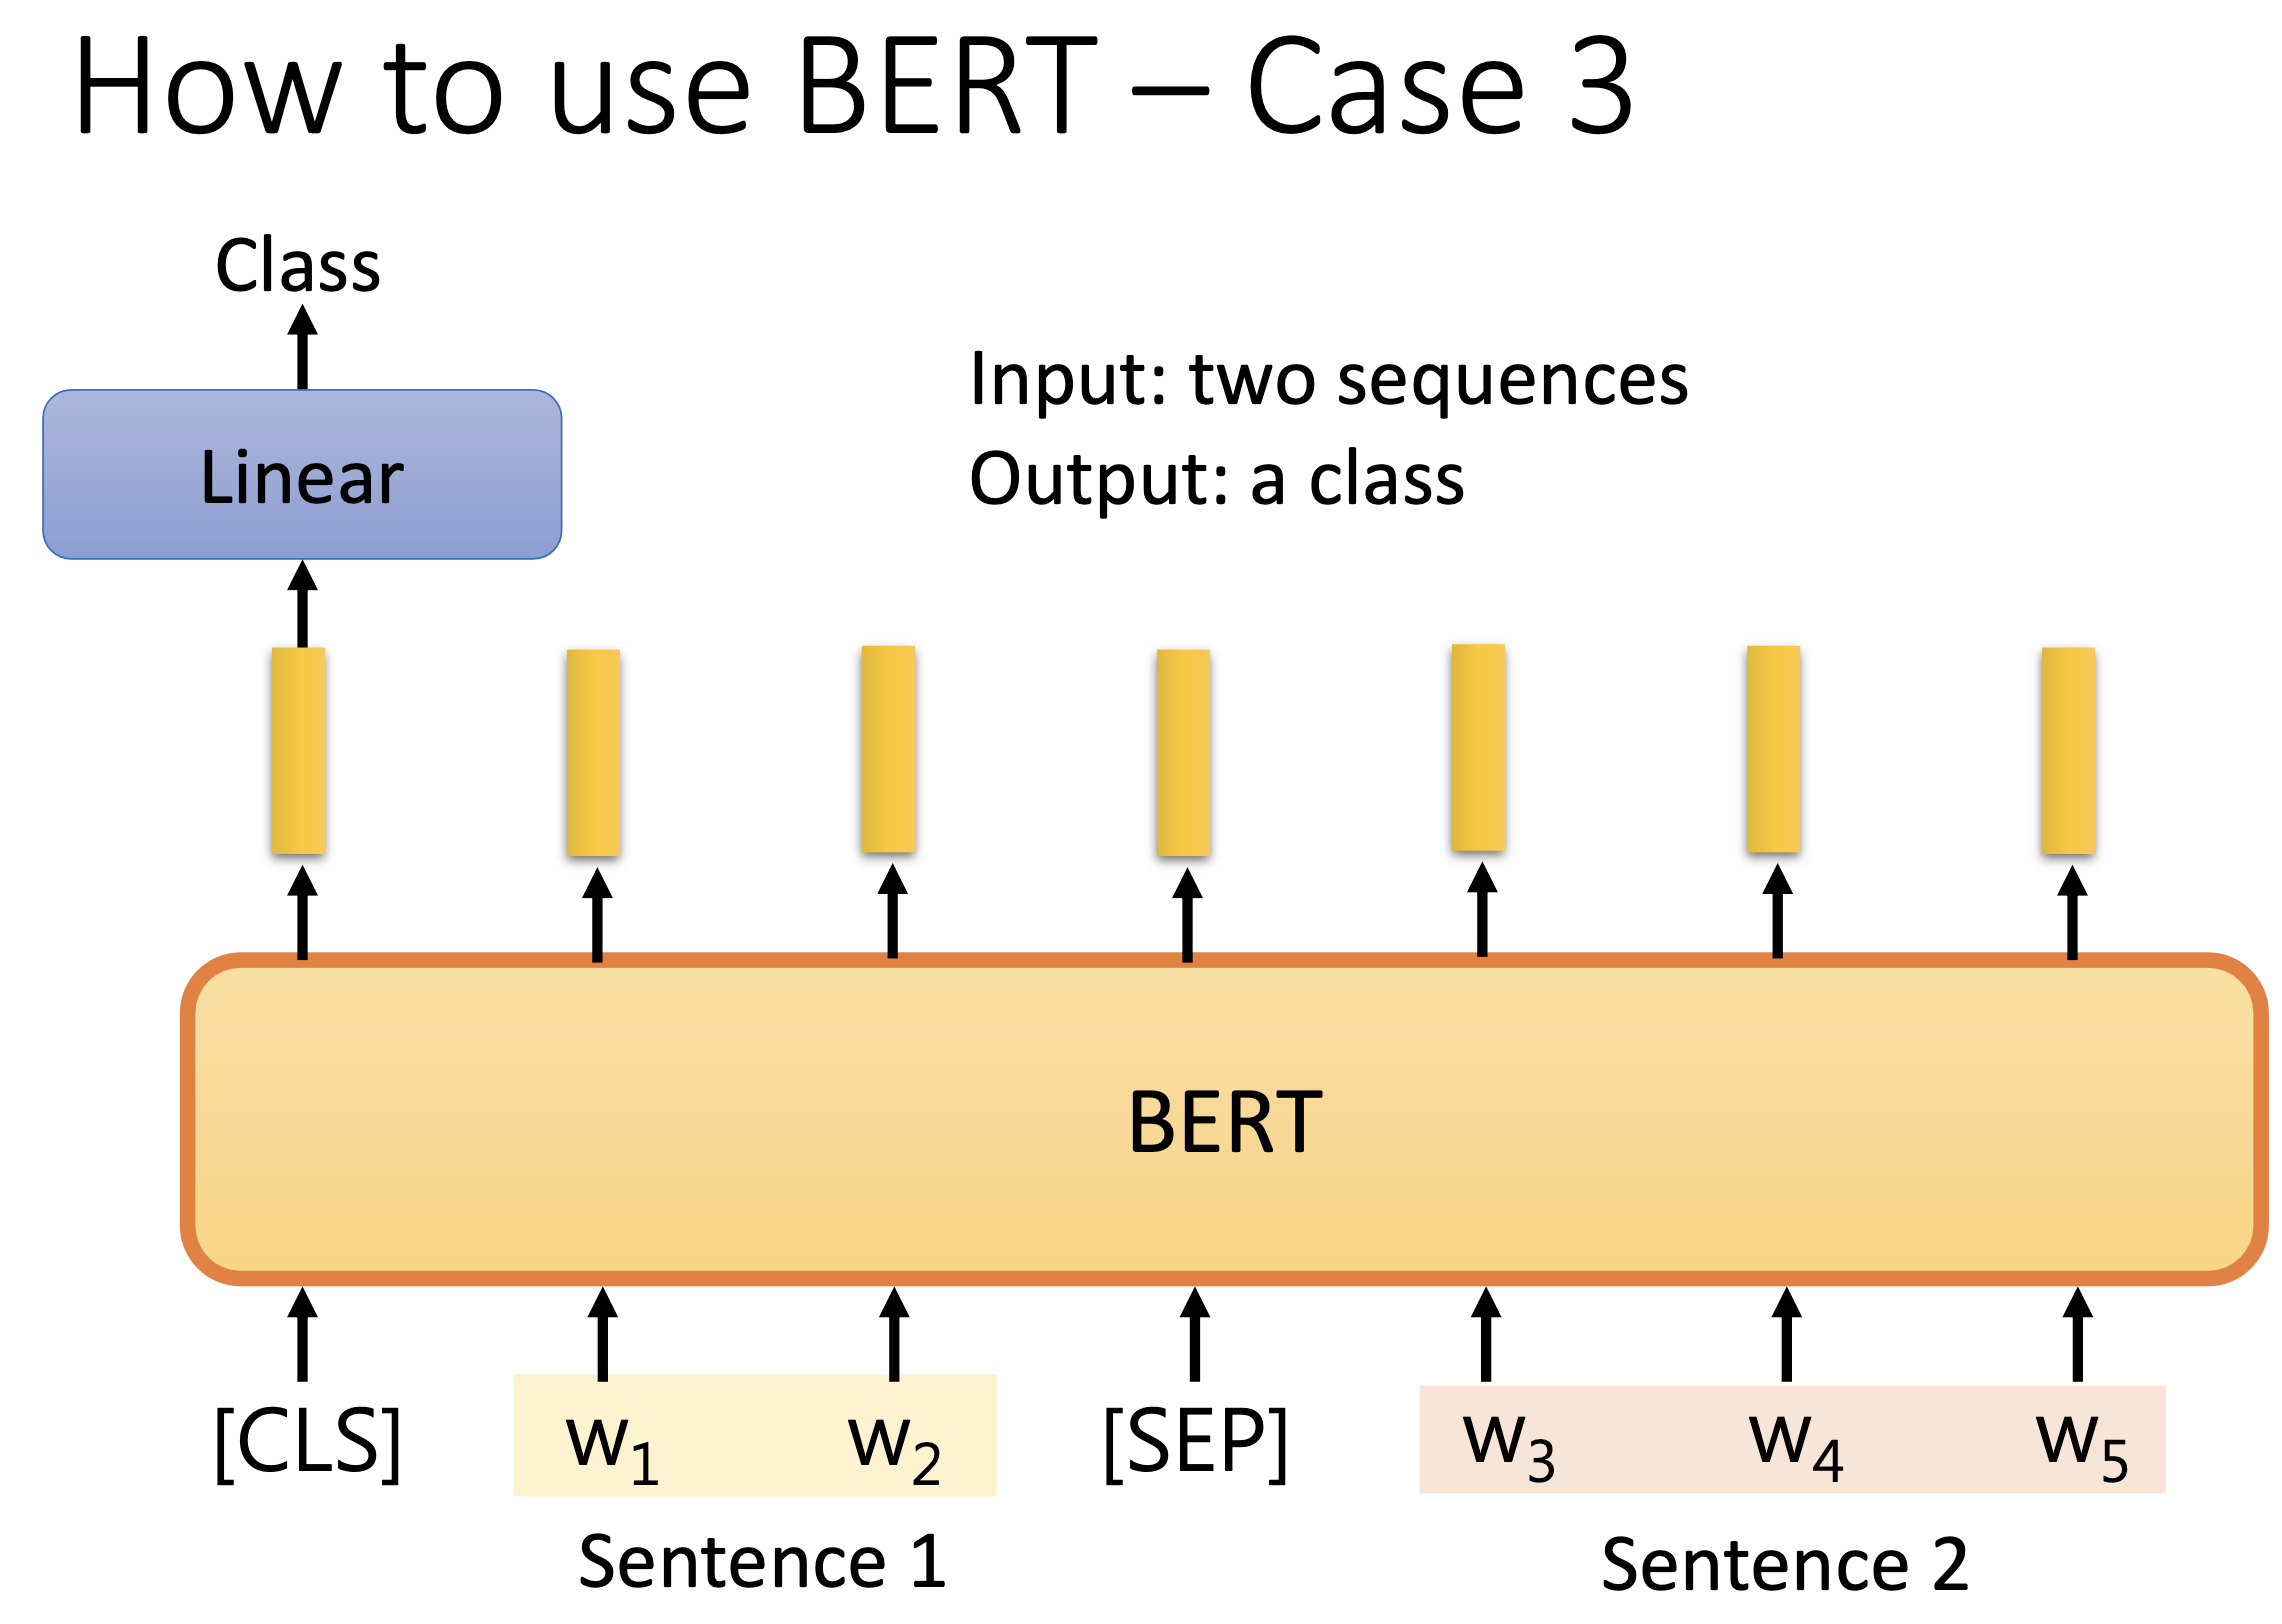 How to use BERT – Case 3
Class
Linear
Input: two sequences
Output: a class
BERT
[CLS] w1 w2 [SEP] w3 w4 w5
Sentence 1 Sentence 2